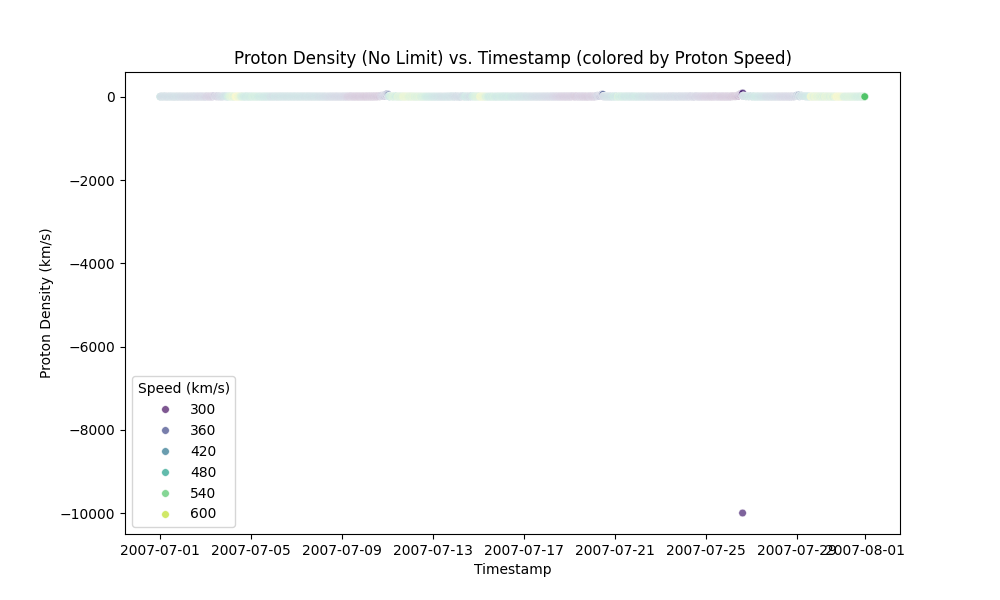 Proton Density (No Limit) vs. Timestamp (colored by Proton Speed)
0
−2000
−4000
−6000
−8000
−10000
Proton Density (km/s)
Speed (km/s)
300
360
420
480
540
600
2007-07-01 2007-07-05 2007-07-09 2007-07-13 2007-07-17 2007-07-21 2007-07-25 2007-07-29 2007-08-01
Timestamp